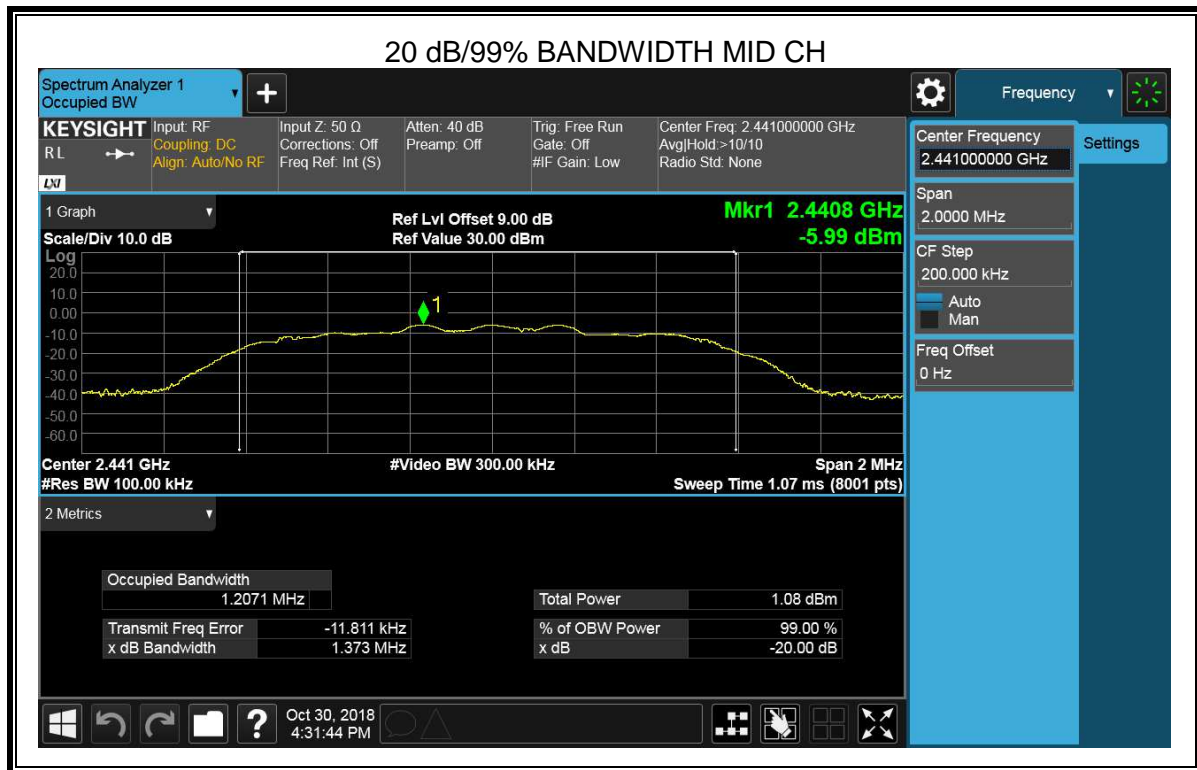 20 dB/99% BANDWIDTH MID CH
Spectrum Analyzer 1
Occupied BW
Frequency
KEYSIGHT
RL
LXI
Input: RF
Coupling: DC
Align: Auto/No RF
Input Z: 50 Ω
Corrections: Off
Freq Ref: Int (S)
Atten: 40 dB
Preamp: Off
Trig: Free Run
Gate: Off
#IF Gain: Low
Center Freq: 2.441000000 GHz
Avg|Hold:>10/10
Radio Std: None
Center Frequency
2.441000000 GHz
Settings
Span
2.0000 MHz
CF Step
200.000 kHz
Auto
Man
Freq Offset
0 Hz
1 Graph
Scale/Div 10.0 dB
Ref Lvl Offset 9.00 dB
Ref Value 30.00 dBm
Mkr1 2.4408 GHz
-5.99 dBm
Log
20.0
10.0
0.00
-10.0
-20.0
-30.0
-40.0
-50.0
-60.0
1
Center 2.441 GHz
#Res BW 100.00 kHz
#Video BW 300.00 kHz
Span 2 MHz
Sweep Time 1.07 ms (8001 pts)
2 Metrics
Occupied Bandwidth
1.2071 MHz
Total Power 1.08 dBm
Transmit Freq Error -11.811 kHz
% of OBW Power 99.00 %
x dB Bandwidth 1.373 MHz
x dB -20.00 dB
?
Oct 30, 2018
4:31:44 PM